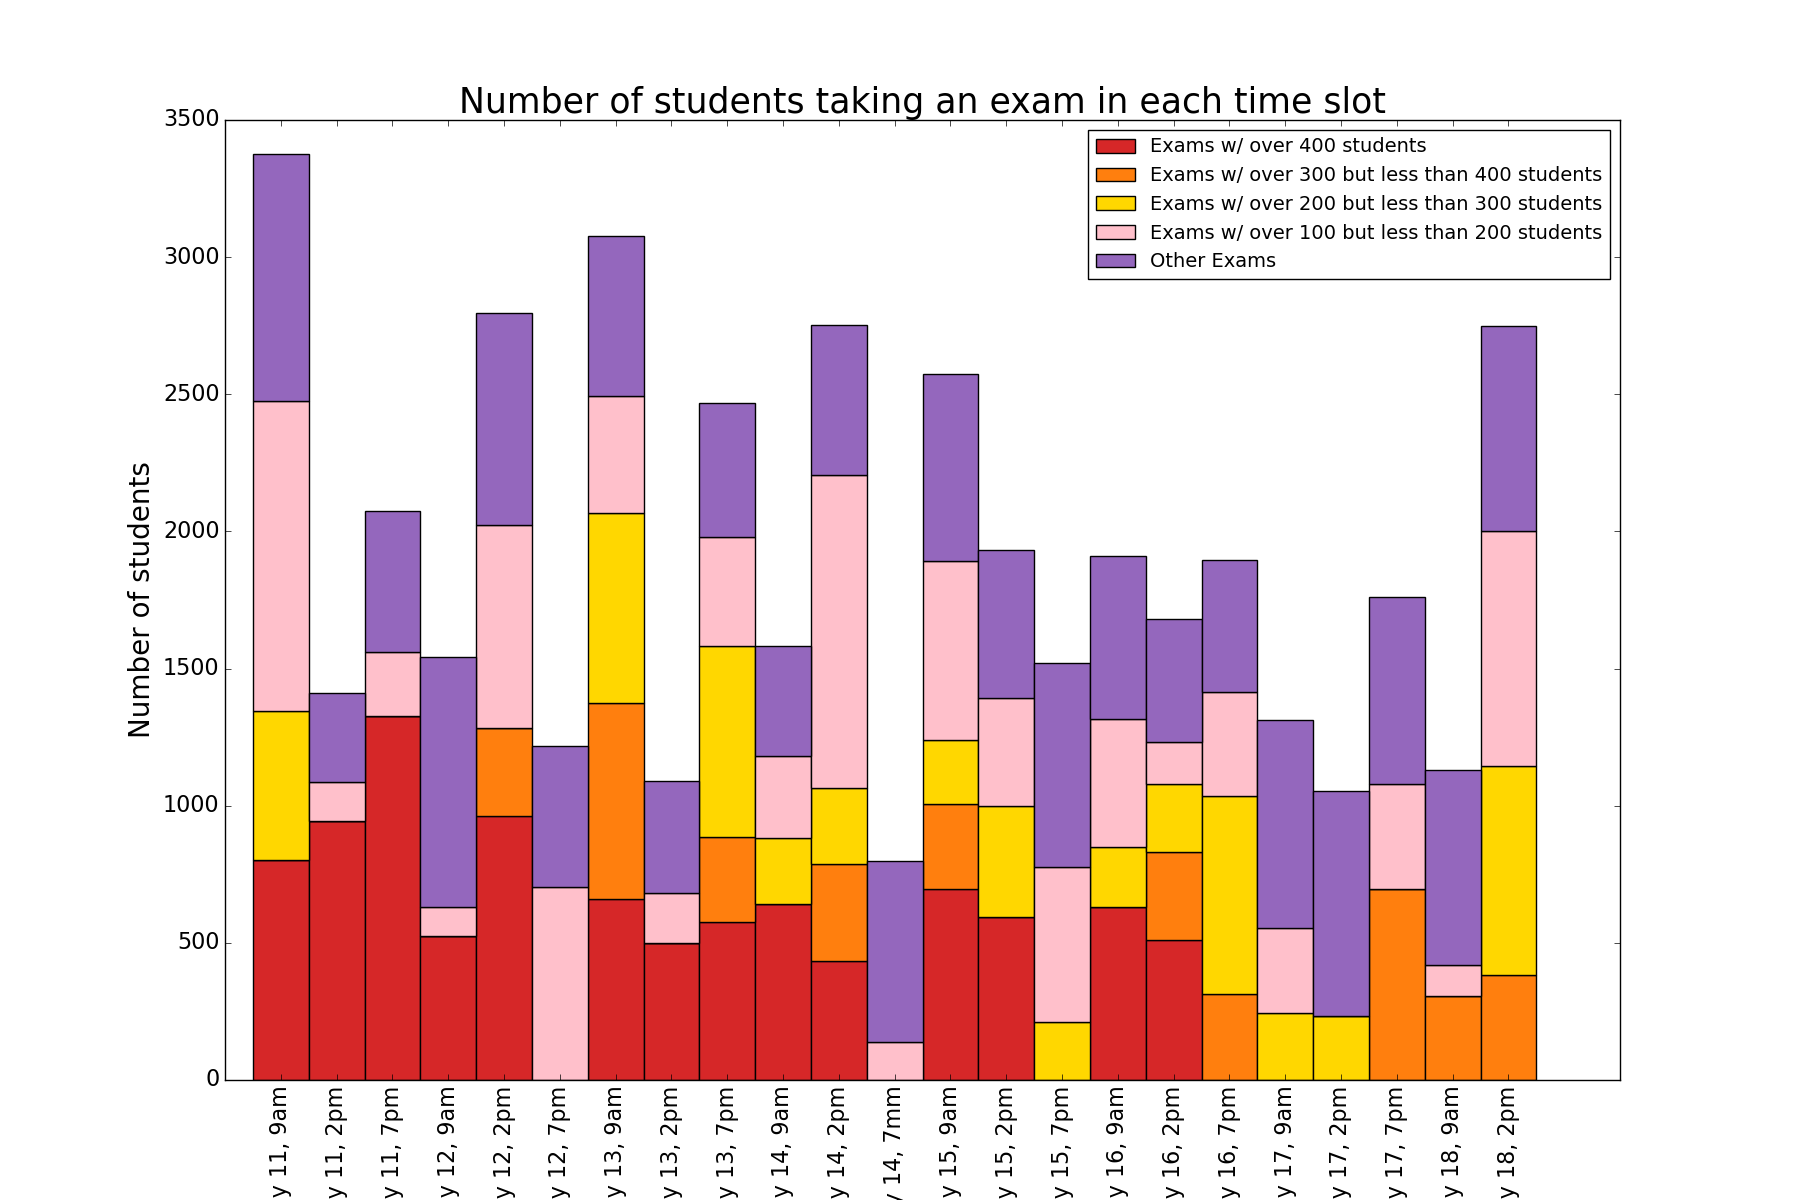 Number of students taking an exam in each time slot
Exams w/ over 400 students
Exams w/ over 300 but less than 400 students
Exams w/ over 200 but less than 300 students
Exams w/ over 100 but less than 200 students
Other Exams
Number of students
3500
3000
2500
2000
1500
1000
500
0
y 11, 9am
y 11, 2pm
y 11, 7pm
y 12, 9am
y 12, 2pm
y 12, 7pm
y 13, 9am
y 13, 2pm
y 13, 7pm
y 14, 9am
y 14, 2pm
y 14, 7mm
y 15, 9am
y 15, 2pm
y 15, 7pm
y 16, 9am
y 16, 2pm
y 16, 7pm
y 17, 9am
y 17, 2pm
y 17, 7pm
y 18, 9am
y 18, 2pm